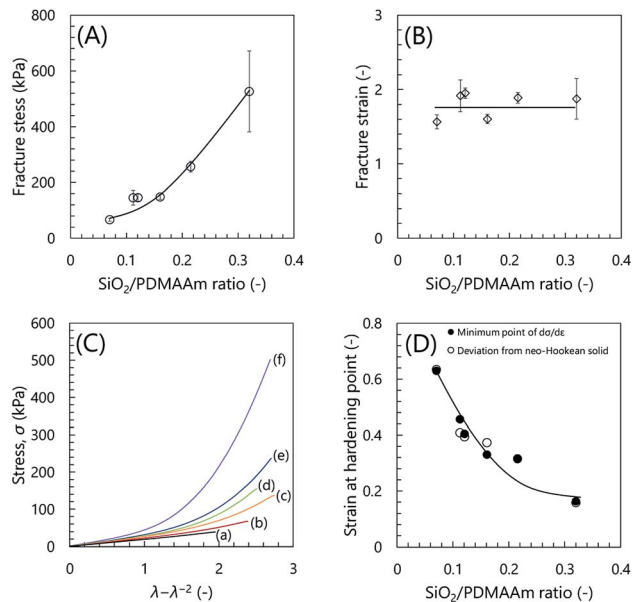 (A)
Fracture stess (kPa)
600
400
200
0
0 0.1 0.2 0.3 0.4
SiO2/PDMAAm ratio (-)
(B)
Fracture strain (-)
3
2
1
0
0 0.1 0.2 0.3 0.4
SiO2/PDMAAm ratio (-)
(C)
Stress, σ (kPa)
600
500
400
300
200
100
0
(f)
(e)
(d)
(c)
(b)
(a)
0 1 2 3
λ−λ−2 (-)
(D)
Minimum point of dσ/dε
Deviation from neo-Hookean solid
Strain at hardening point (-)
0.8
0.6
0.4
0.2
0
0 0.1 0.2 0.3 0.4
SiO2/PDMAAm ratio (-)